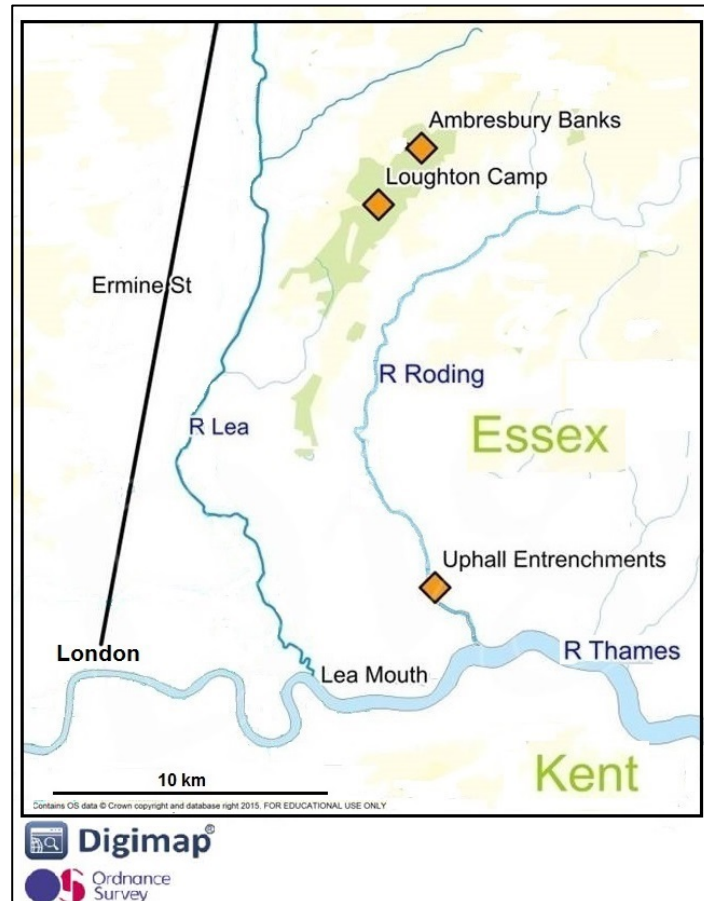 Ambresbury Banks
Loughton Camp
Ermine St
R Roding
R Lea
Essex
Uphall Entrenchments
London
R Thames
Lea Mouth
10 km
Kent
Contains OS data © Crown copyright and database right 2015. FOR EDUCATIONAL USE ONLY
Digimap®
OS Ordnance
Survey